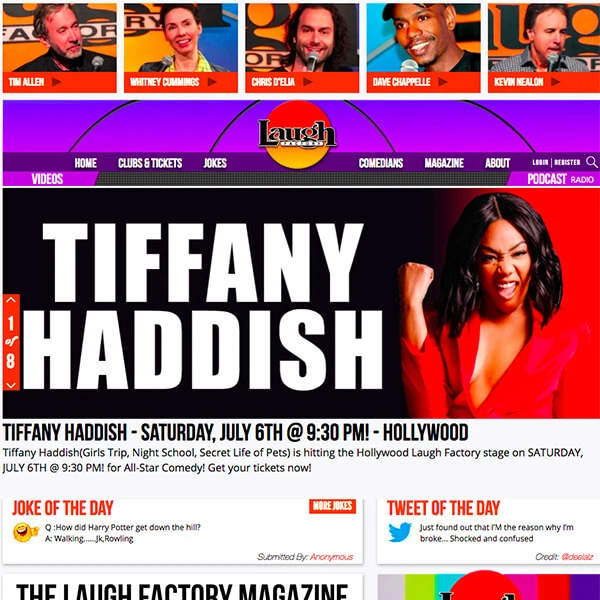 TIM ALLEN
WHITNEY CUMMINGS
CHRIS D'ELIA
DAVE CHAPPELLE
KEVIN NEALON
Laugh
FACTORY
HOME CLUBS & TICKETS JOKES COMEDIANS MAGAZINE ABOUT LOGIN | REGISTER
VIDEOS PODCAST RADIO
TIFFANY
HADDISH
1
of
8
TIFFANY HADDISH - SATURDAY, JULY 6TH @ 9:30 PM! - HOLLYWOOD
Tiffany Haddish(Girls Trip, Night School, Secret Life of Pets) is hitting the Hollywood Laugh Factory stage on SATURDAY,
JULY 6TH @ 9:30 PM! for All-Star Comedy! Get your tickets now!
JOKE OF THE DAY MORE JOKES
Q :How did Harry Potter get down the hill?
A: Walking......Jk,Rowling
Submitted By: Anonymous
TWEET OF THE DAY
Just found out that I'M the reason why I'm
broke... Shocked and confused
Credit: @deelalz
THE LAUGH FACTORY MAGAZINE